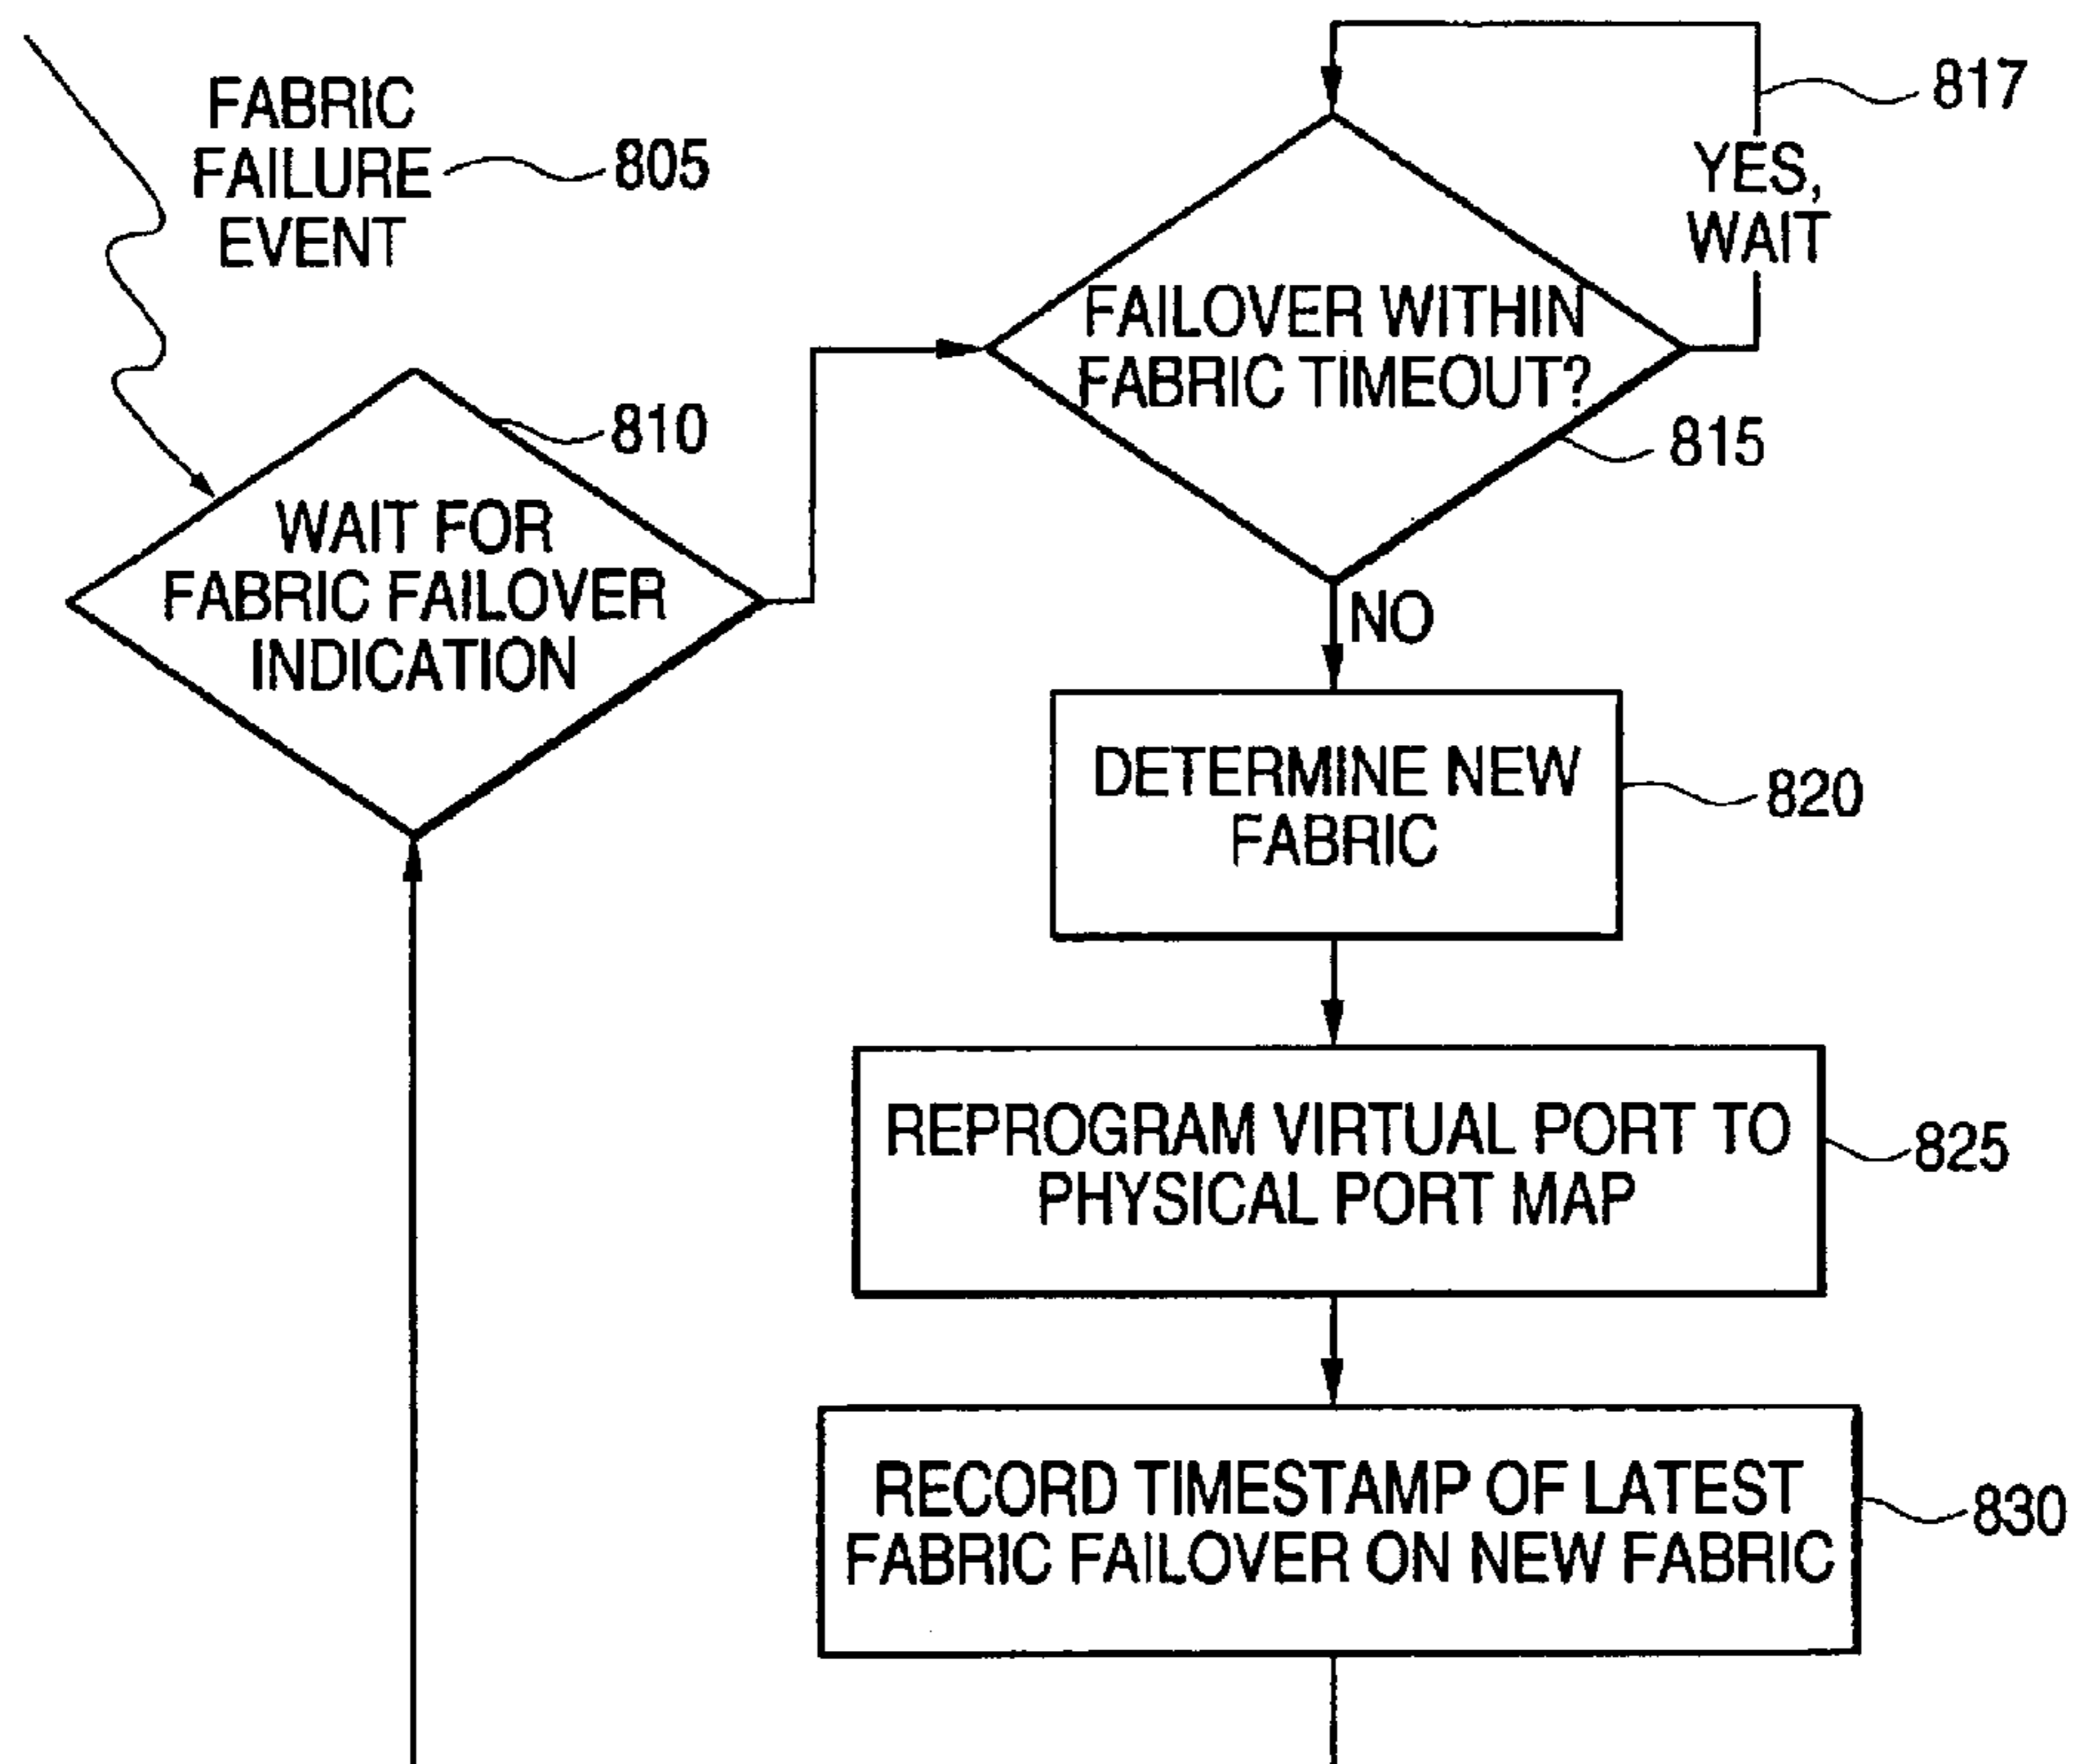 FABRIC
FAILURE
EVENT
805
817
YES,
WAIT
FAILOVER WITHIN
FABRIC TIMEOUT?
815
810
WAIT FOR
FABRIC FAILOVER
INDICATION
NO
DETERMINE NEW
FABRIC
820
REPROGRAM VIRTUAL PORT TO
PHYSICAL PORT MAP
825
RECORD TIMESTAMP OF LATEST
FABRIC FAILOVER ON NEW FABRIC
830